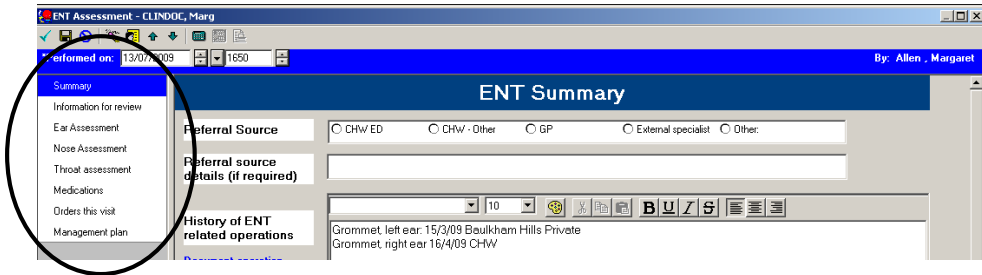 ENT Assessment - CLINDOC, Marg
*Performed on: 13/07/2009 1650 By: Allen , Margaret
Summary
Information for review
Ear Assessment
Nose Assessment
Throat assessment
Medications
Orders this visit
Management plan
ENT Summary
Referral Source
CHW ED CHW - Other GP External specialist Other:
Referral source
details (if required)
10 B U I S
History of ENT
related operations
Grommet, left ear: 15/3/09 Baulkham Hills Private
Grommet, right ear 16/4/09 CHW
Document operation